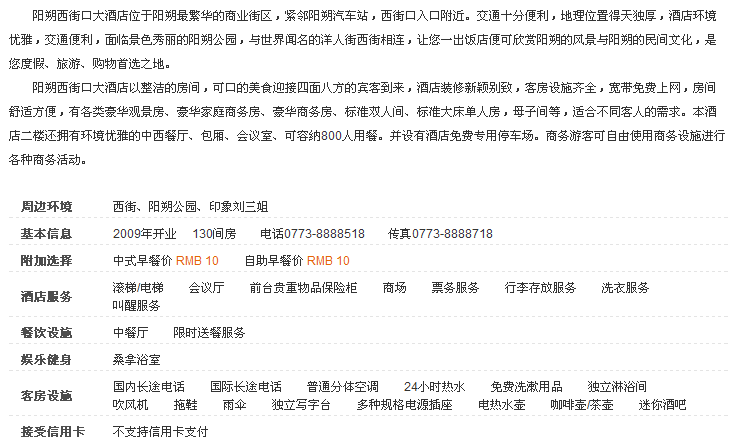 阳朔西街口大酒店位于阳朔最繁华的商业街区，紧邻阳朔汽车站，西街口入口附近。交通十分便利，地理位置得天独厚，酒店环境
优雅，交通便利，面临景色秀丽的阳朔公园，与世界闻名的洋人街西街相连，让您一出饭店便可欣赏阳朔的风景与阳朔的民间文化，是
您度假、旅游、购物首选之地。
阳朔西街口大酒店以整洁的房间，可口的美食迎接四面八方的宾客到来，酒店装修新颖别致，客房设施齐全，宽带免费上网，房间
舒适方便，有各类豪华观景房、豪华家庭商务房、豪华商务房、标准双人间、标准大床单人房，母子间等，适合不同客人的需求。本酒
店二楼还拥有环境优雅的中西餐厅、包厢、会议室、可容纳800人用餐。并设有酒店免费专用停车场。商务游客可自由使用商务设施进行
各种商务活动。
周边环境 西街、阳朔公园、印象刘三姐
基本信息 2009年开业 130间房 电话0773-8888518 传真0773-8888718
附加选择 中式早餐价 RMB 10 自助早餐价 RMB 10
酒店服务 滚梯/电梯 会议厅 前台贵重物品保险柜 商场 票务服务 行李存放服务 洗衣服务
叫醒服务
餐饮设施 中餐厅 限时送餐服务
娱乐健身 桑拿浴室
客房设施 国内长途电话 国际长途电话 普通分体空调 24小时热水 免费洗漱用品 独立淋浴间
吹风机 拖鞋 雨伞 独立写字台 多种规格电源插座 电热水壶 咖啡壶/茶壶 迷你酒吧
接受信用卡 不支持信用卡支付